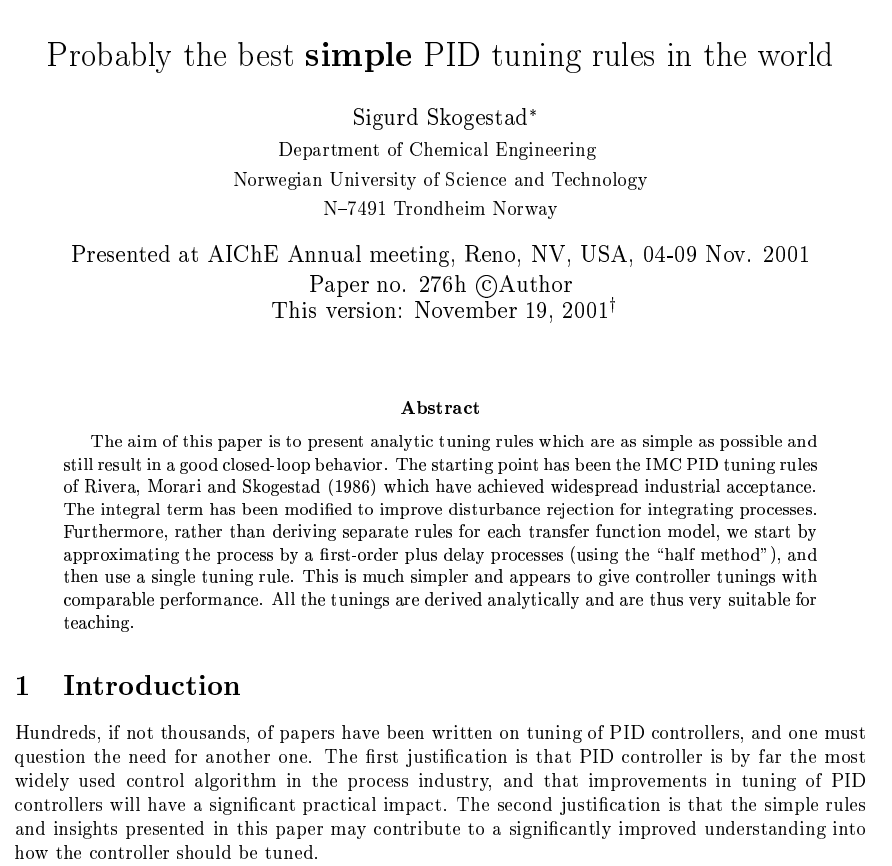 Probably the best simple PID tuning rules in the world
Sigurd Skogestad*
Department of Chemical Engineering
Norwegian University of Science and Technology
N–7491 Trondheim Norway
Presented at AIChE Annual meeting, Reno, NV, USA, 04-09 Nov. 2001
Paper no. 276h ©Author
This version: November 19, 2001†
Abstract
The aim of this paper is to present analytic tuning rules which are as simple as possible and
still result in a good closed-loop behavior. The starting point has been the IMC PID tuning rules
of Rivera, Morari and Skogestad (1986) which have achieved widespread industrial acceptance.
The integral term has been modified to improve disturbance rejection for integrating processes.
Furthermore, rather than deriving separate rules for each transfer function model, we start by
approximating the process by a first-order plus delay processes (using the “half method”), and
then use a single tuning rule. This is much simpler and appears to give controller tunings with
comparable performance. All the tunings are derived analytically and are thus very suitable for
teaching.
1 Introduction
Hundreds, if not thousands, of papers have been written on tuning of PID controllers, and one must
question the need for another one. The first justification is that PID controller is by far the most
widely used control algorithm in the process industry, and that improvements in tuning of PID
controllers will have a significant practical impact. The second justification is that the simple rules
and insights presented in this paper may contribute to a significantly improved understanding into
how the controller should be tuned.